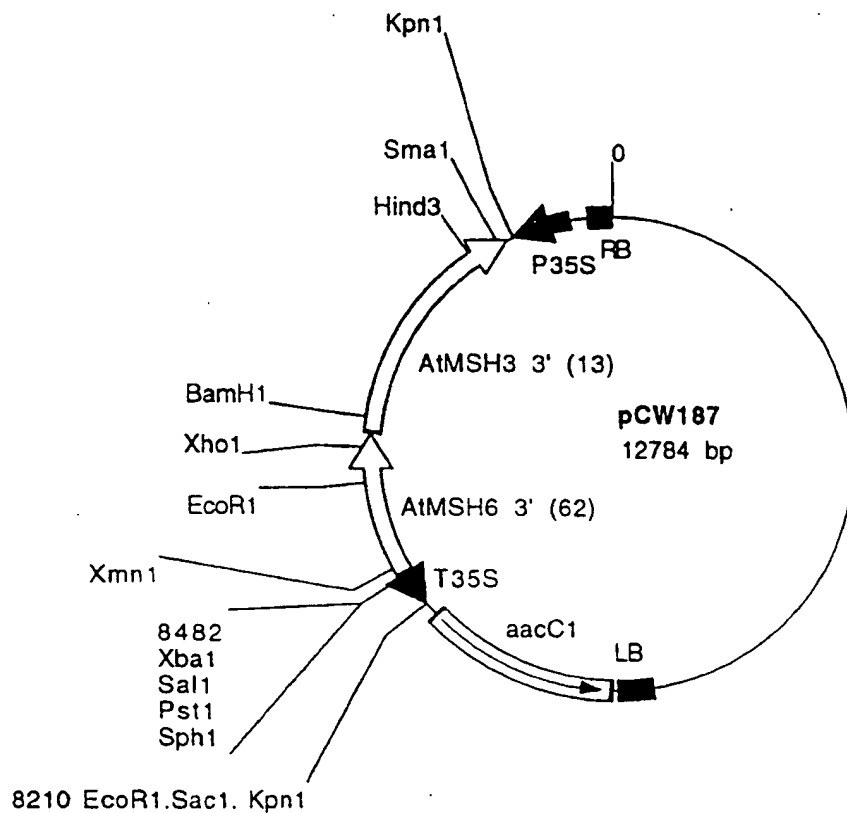 Kpn1
Sma1
0
Hind3
P35S
RB
AtMSH3 3' (13)
BamH1
pCW187
Xho1
12784 bp
EcoR1
AtMSH6 3' (62)
Xmn1
T35S
8482
aacC1
Xba1
LB
Sal1
Pst1
Sph1
8210 EcoR1.Sac1. Kpn1